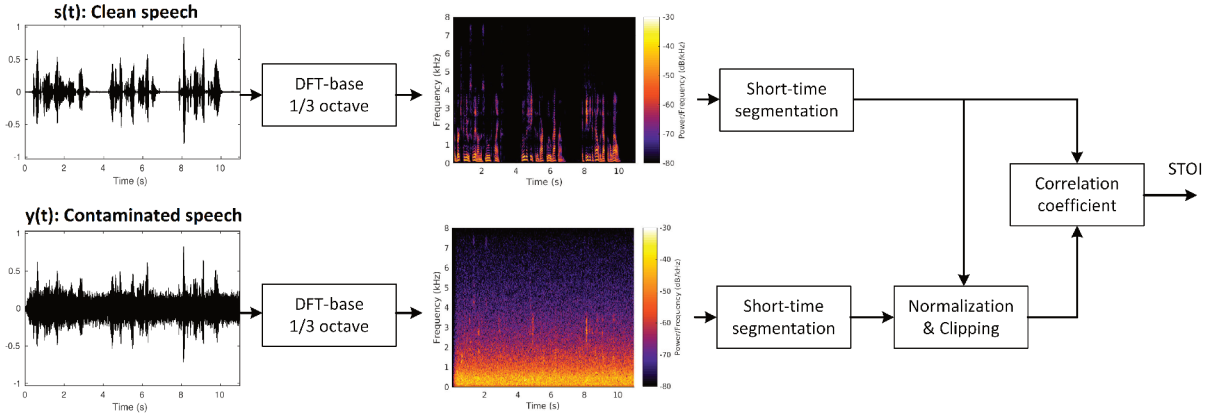 s(t): Clean speech
1
0.5
0
-0.5
-1
0 2 4 6 8 10
Time (s)
DFT-base
1/3 octave
Frequency (kHz)
8
7
6
5
4
3
2
1
0
2 4 6 8 10
Time (s)
-30
-40
-50
-60
-70
-80
Power/Frequency (dB/kHz)
Short-time
segmentation
Correlation
coefficient
STOI
y(t): Contaminated speech
1
0.5
0
-0.5
-1
0 2 4 6 8 10
Time (s)
DFT-base
1/3 octave
Frequency (kHz)
8
7
6
5
4
3
2
1
0
2 4 6 8 10
Time (s)
-30
-40
-50
-60
-70
-80
Power/Frequency (dB/kHz)
Short-time
segmentation
Normalization
& Clipping